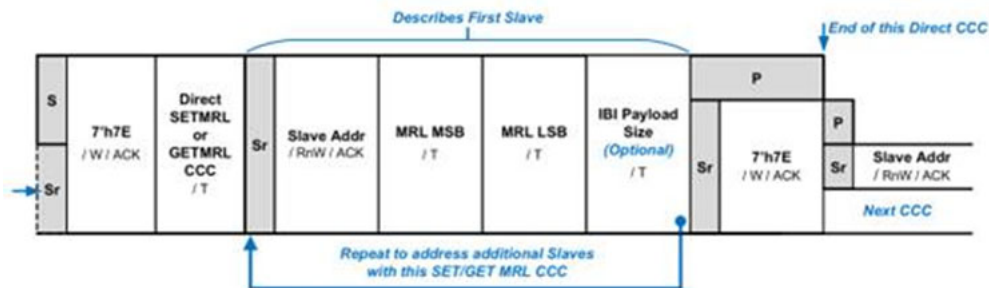 Describes First Slave
End of this Direct CCC
S
Sr
7'h7E
/ W / ACK
Direct
SETMRL
or
GETMRL
CCC
/ T
Sr
Slave Addr
/ RnW / ACK
MRL MSB
/ T
MRL LSB
/ T
IBI Payload
Size
(Optional)
/ T
P
Sr
7'h7E
/ W / ACK
P
Sr
Slave Addr
/ RnW / ACK
Next CCC
Repeat to address additional Slaves
with this SET/GET MRL CCC